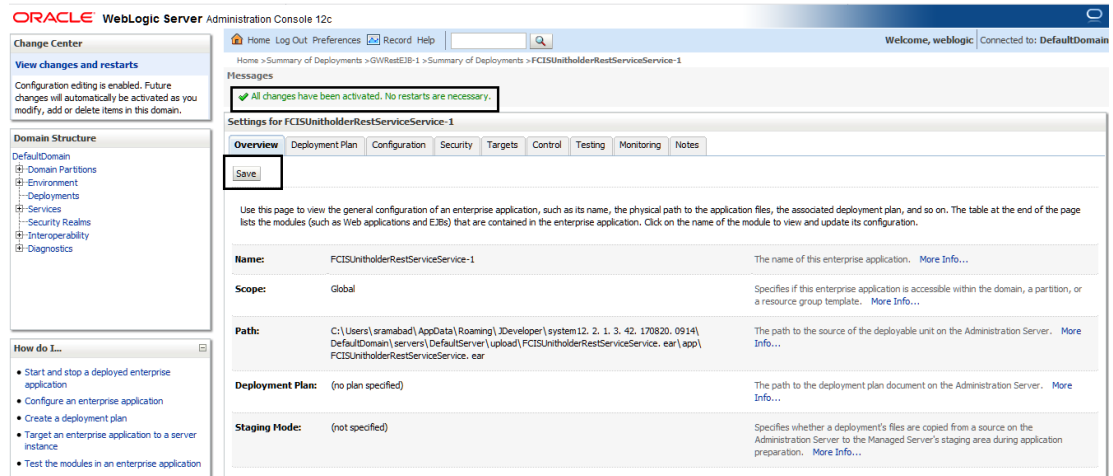 ORACLE WebLogic Server Administration Console 12c
Change Center
View changes and restarts
Configuration editing is enabled. Future
changes will automatically be activated as you
modify, add or delete items in this domain.
Domain Structure
DefaultDomain
Domain Partitions
Environment
Deployments
Services
Security Realms
Interoperability
Diagnostics
How do I...
Start and stop a deployed enterprise
application
Configure an enterprise application
Create a deployment plan
Target an enterprise application to a server
instance
Test the modules in an enterprise application
Home Log Out Preferences Record Help
Welcome, weblogic Connected to: DefaultDomain
Home >Summary of Deployments >GWRestEJB-1 >Summary of Deployments >FCISUnitholderRestServiceService-1
Messages
All changes have been activated. No restarts are necessary.
Settings for FCISUnitholderRestServiceService-1
Overview Deployment Plan Configuration Security Targets Control Testing Monitoring Notes
Save
Use this page to view the general configuration of an enterprise application, such as its name, the physical path to the application files, the associated deployment plan, and so on. The table at the end of the page
lists the modules (such as Web applications and EJBs) that are contained in the enterprise application. Click on the name of the module to view and update its configuration.
Name: FCISUnitholderRestServiceService-1 The name of this enterprise application. More Info...
Scope: Global Specifies if this enterprise application is accessible within the domain, a partition, or
a resource group template. More Info...
Path: C:\Users\sramabad\AppData\Roaming\JDeveloper\system12. 2. 1. 3. 42. 170820. 0914\ The path to the source of the deployable unit on the Administration Server. More
DefaultDomain\servers\DefaultServer\upload\FCISUnitholderRestServiceService. ear\app\ Info...
FCISUnitholderRestServiceService. ear
Deployment Plan: (no plan specified) The path to the deployment plan document on the Administration Server. More
Info...
Staging Mode: (not specified) Specifies whether a deployment's files are copied from a source on the
Administration Server to the Managed Server's staging area during application
preparation. More Info...